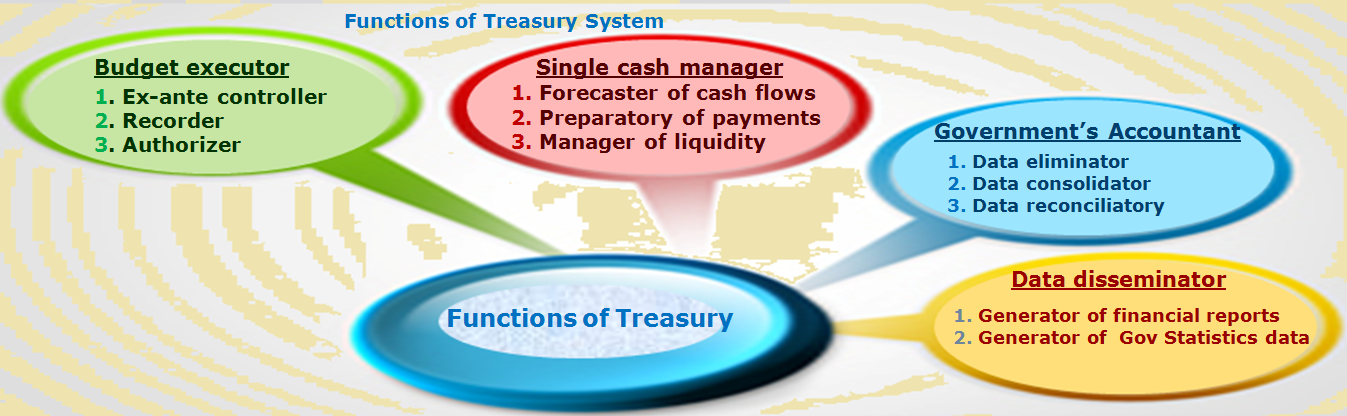 Functions of Treasury System
Budget executor
1. Ex-ante controller
2. Recorder
3. Authorizer
Single cash manager
1. Forecaster of cash flows
2. Preparatory of payments
3. Manager of liquidity
Government’s Accountant
1. Data eliminator
2. Data consolidator
3. Data reconciliatory
Data disseminator
1. Generator of financial reports
2. Generator of Gov Statistics data
Functions of Treasury